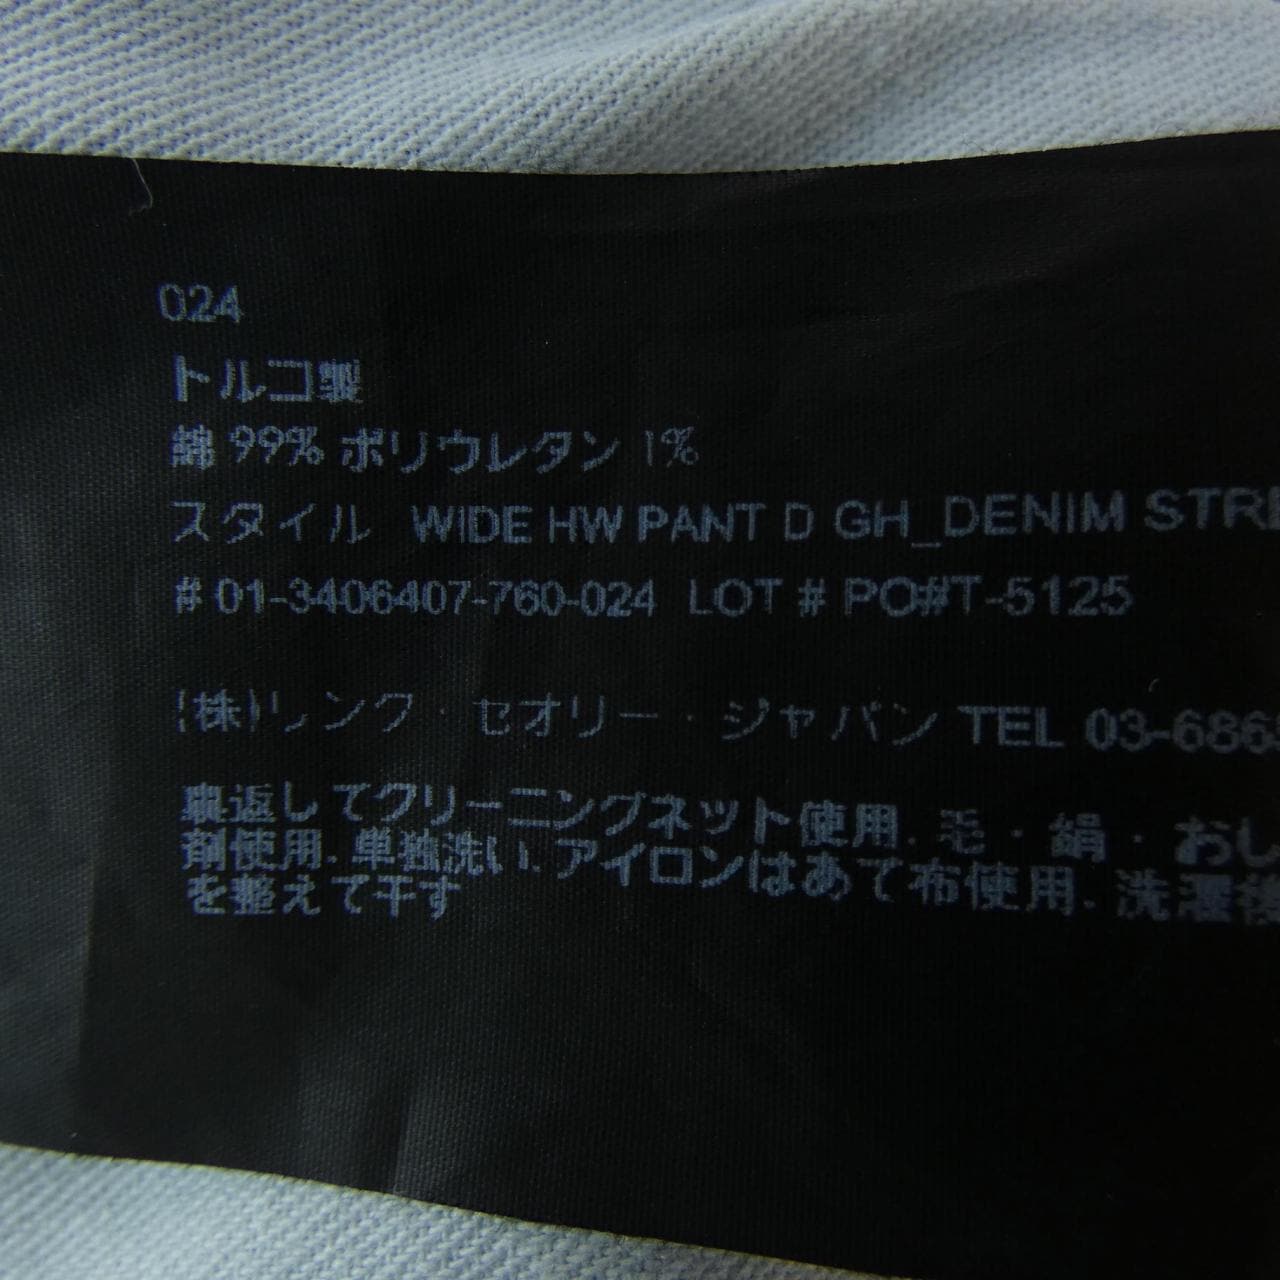 024
トルコ製
綿 99% ポリウレタン 1%
スタイル WIDE HW PANT D GH_DENIM STRE
# 01-3406407-760-024 LOT # PO#T-5125
(株)リンク・セオリー・ジャパン TEL 03-686
裏返してクリーニングネット使用. 毛・絹・おし
剤使用. 単独洗い. アイロンはあて布使用. 洗濯後
を整えて干す